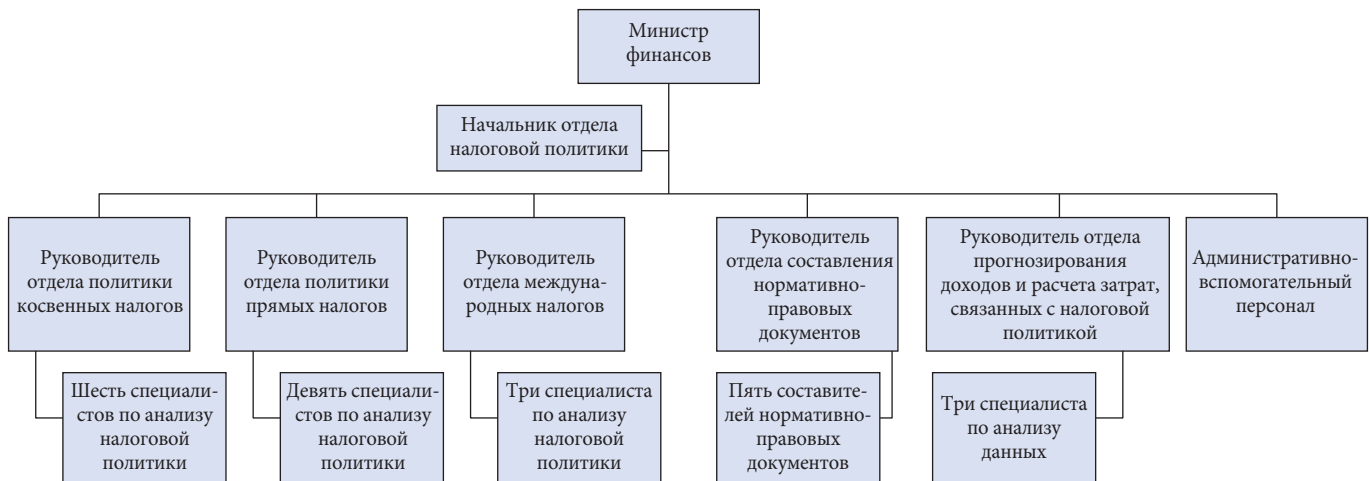 Министр
финансов
Начальник отдела
налоговой политики
Руководитель
отдела политики
косвенных налогов
Руководитель
отдела политики
прямых налогов
Руководитель
отдела междуна-
родных налогов
Руководитель
отдела составления
нормативно-
правовых
документов
Руководитель отдела
прогнозирования
доходов и расчета затрат,
связанных с налоговой
политикой
Административно-
вспомогательный
персонал
Шесть специали-
стов по анализу
налоговой
политики
Девять специали-
стов по анализу
налоговой
политики
Три специалиста
по анализу
налоговой
политики
Пять составите-
лей нормативно-
правовых
документов
Три специалиста
по анализу
данных